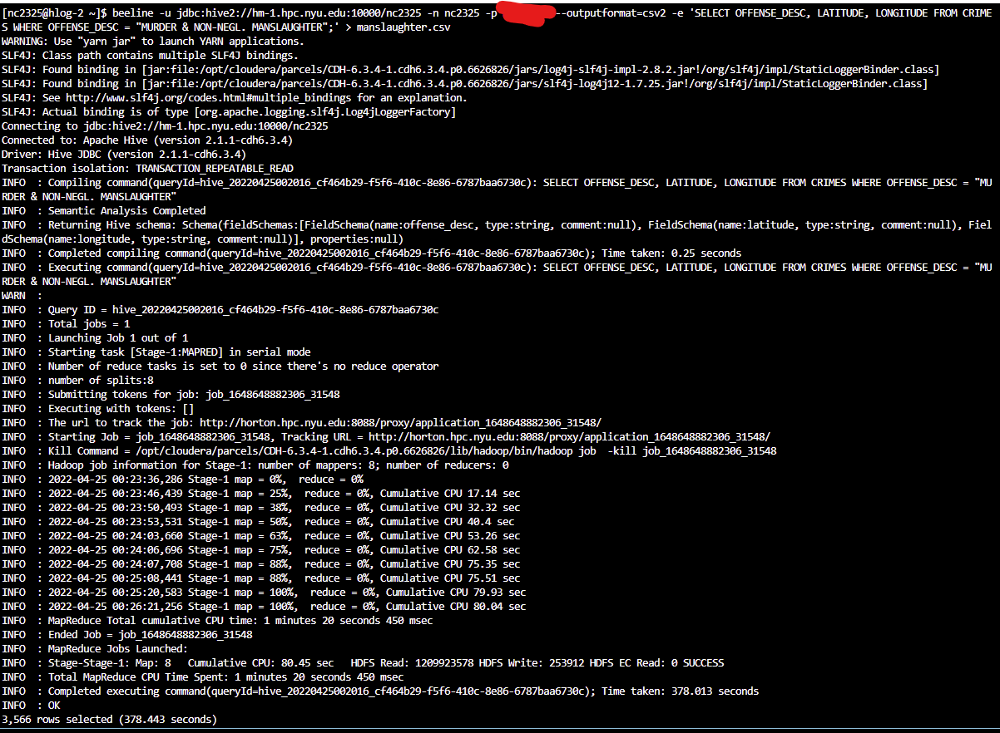 [nc2325@hlog-2 ~]$ beeline -u jdbc:hive2://hm-1.hpc.nyu.edu:10000/nc2325 -n nc2325 -p --outputformat=csv2 -e 'SELECT OFFENSE_DESC, LATITUDE, LONGITUDE FROM CRIME
S WHERE OFFENSE_DESC = "MURDER & NON-NEGL. MANSLAUGHTER";' > manslaughter.csv
WARNING: Use "yarn jar" to launch YARN applications.
SLF4J: Class path contains multiple SLF4J bindings.
SLF4J: Found binding in [jar:file:/opt/cloudera/parcels/CDH-6.3.4-1.cdh6.3.4.p0.6626826/jars/log4j-slf4j-impl-2.8.2.jar!/org/slf4j/impl/StaticLoggerBinder.class]
SLF4J: Found binding in [jar:file:/opt/cloudera/parcels/CDH-6.3.4-1.cdh6.3.4.p0.6626826/jars/slf4j-log4j12-1.7.25.jar!/org/slf4j/impl/StaticLoggerBinder.class]
SLF4J: See http://www.slf4j.org/codes.html#multiple_bindings for an explanation.
SLF4J: Actual binding is of type [org.apache.logging.slf4j.Log4jLoggerFactory]
Connecting to jdbc:hive2://hm-1.hpc.nyu.edu:10000/nc2325
Connected to: Apache Hive (version 2.1.1-cdh6.3.4)
Driver: Hive JDBC (version 2.1.1-cdh6.3.4)
Transaction isolation: TRANSACTION_REPEATABLE_READ
INFO  : Compiling command(queryId=hive_20220425002016_cf464b29-f5f6-410c-8e86-6787baa6730c): SELECT OFFENSE_DESC, LATITUDE, LONGITUDE FROM CRIMES WHERE OFFENSE_DESC = "MU
RDER & NON-NEGL. MANSLAUGHTER"
INFO  : Semantic Analysis Completed
INFO  : Returning Hive schema: Schema(fieldSchemas:[FieldSchema(name:offense_desc, type:string, comment:null), FieldSchema(name:latitude, type:string, comment:null), Fiel
dSchema(name:longitude, type:string, comment:null)], properties:null)
INFO  : Completed compiling command(queryId=hive_20220425002016_cf464b29-f5f6-410c-8e86-6787baa6730c); Time taken: 0.25 seconds
INFO  : Executing command(queryId=hive_20220425002016_cf464b29-f5f6-410c-8e86-6787baa6730c): SELECT OFFENSE_DESC, LATITUDE, LONGITUDE FROM CRIMES WHERE OFFENSE_DESC = "MU
RDER & NON-NEGL. MANSLAUGHTER"
WARN  :
INFO  : Query ID = hive_20220425002016_cf464b29-f5f6-410c-8e86-6787baa6730c
INFO  : Total jobs = 1
INFO  : Launching Job 1 out of 1
INFO  : Starting task [Stage-1:MAPRED] in serial mode
INFO  : Number of reduce tasks is set to 0 since there's no reduce operator
INFO  : number of splits:8
INFO  : Submitting tokens for job: job_1648648882306_31548
INFO  : Executing with tokens: []
INFO  : The url to track the job: http://horton.hpc.nyu.edu:8088/proxy/application_1648648882306_31548/
INFO  : Starting Job = job_1648648882306_31548, Tracking URL = http://horton.hpc.nyu.edu:8088/proxy/application_1648648882306_31548/
INFO  : Kill Command = /opt/cloudera/parcels/CDH-6.3.4-1.cdh6.3.4.p0.6626826/lib/hadoop/bin/hadoop job  -kill job_1648648882306_31548
INFO  : Hadoop job information for Stage-1: number of mappers: 8; number of reducers: 0
INFO  : 2022-04-25 00:23:36,286 Stage-1 map = 0%,  reduce = 0%
INFO  : 2022-04-25 00:23:46,439 Stage-1 map = 25%,  reduce = 0%, Cumulative CPU 17.14 sec
INFO  : 2022-04-25 00:23:50,493 Stage-1 map = 38%,  reduce = 0%, Cumulative CPU 32.32 sec
INFO  : 2022-04-25 00:23:53,531 Stage-1 map = 50%,  reduce = 0%, Cumulative CPU 40.4 sec
INFO  : 2022-04-25 00:24:03,660 Stage-1 map = 63%,  reduce = 0%, Cumulative CPU 53.26 sec
INFO  : 2022-04-25 00:24:06,696 Stage-1 map = 75%,  reduce = 0%, Cumulative CPU 62.58 sec
INFO  : 2022-04-25 00:24:07,708 Stage-1 map = 88%,  reduce = 0%, Cumulative CPU 75.35 sec
INFO  : 2022-04-25 00:25:08,441 Stage-1 map = 88%,  reduce = 0%, Cumulative CPU 75.51 sec
INFO  : 2022-04-25 00:25:20,583 Stage-1 map = 100%,  reduce = 0%, Cumulative CPU 79.93 sec
INFO  : 2022-04-25 00:26:21,256 Stage-1 map = 100%,  reduce = 0%, Cumulative CPU 80.04 sec
INFO  : MapReduce Total cumulative CPU time: 1 minutes 20 seconds 450 msec
INFO  : Ended Job = job_1648648882306_31548
INFO  : MapReduce Jobs Launched:
INFO  : Stage-Stage-1: Map: 8   Cumulative CPU: 80.45 sec   HDFS Read: 1209923578 HDFS Write: 253912 HDFS EC Read: 0 SUCCESS
INFO  : Total MapReduce CPU Time Spent: 1 minutes 20 seconds 450 msec
INFO  : Completed executing command(queryId=hive_20220425002016_cf464b29-f5f6-410c-8e86-6787baa6730c); Time taken: 378.013 seconds
INFO  : OK
3,566 rows selected (378.443 seconds)